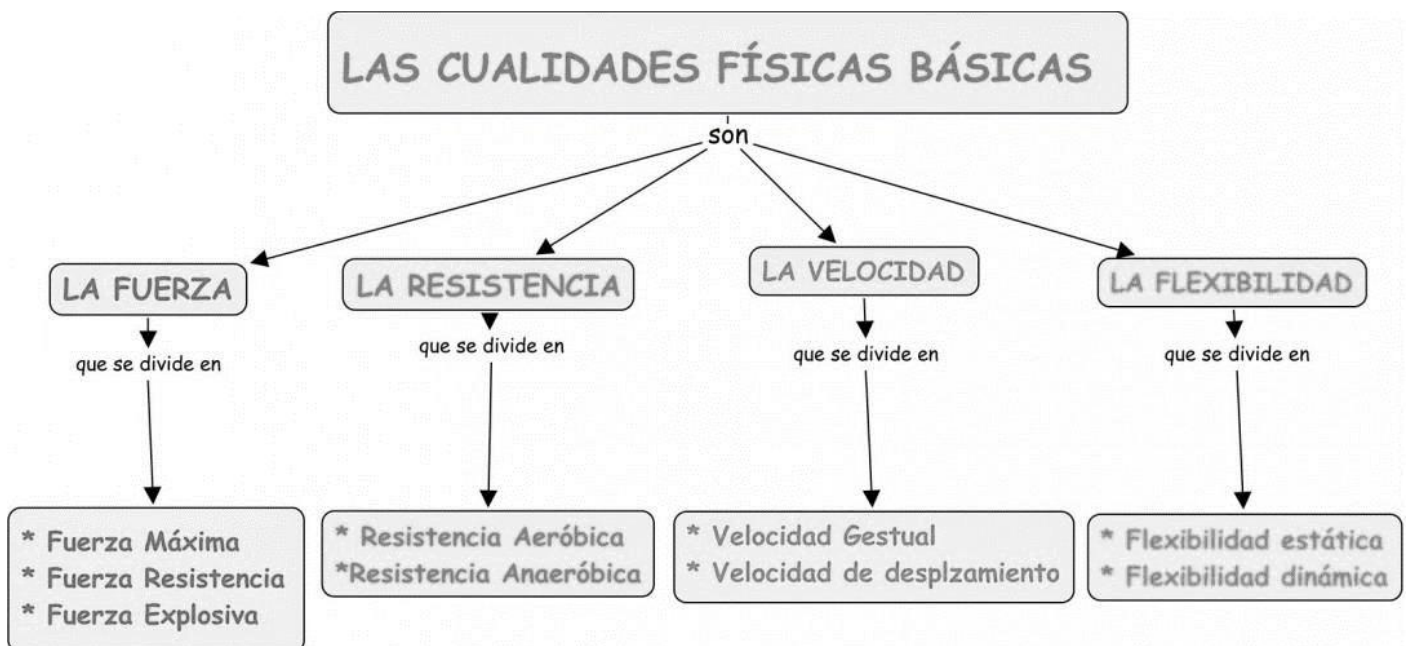 LAS CUALIDADES FÍSICAS BÁSICAS
son
LA FUERZA
LA RESISTENCIA
LA VELOCIDAD
LA FLEXIBILIDAD
que se divide en
que se divide en
que se divide en
que se divide en
* Fuerza Máxima
* Fuerza Resistencia
* Fuerza Explosiva
* Resistencia Aeróbica
*Resistencia Anaeróbica
* Velocidad Gestual
* Velocidad de desplzamiento
* Flexibilidad estática
* Flexibilidad dinámica